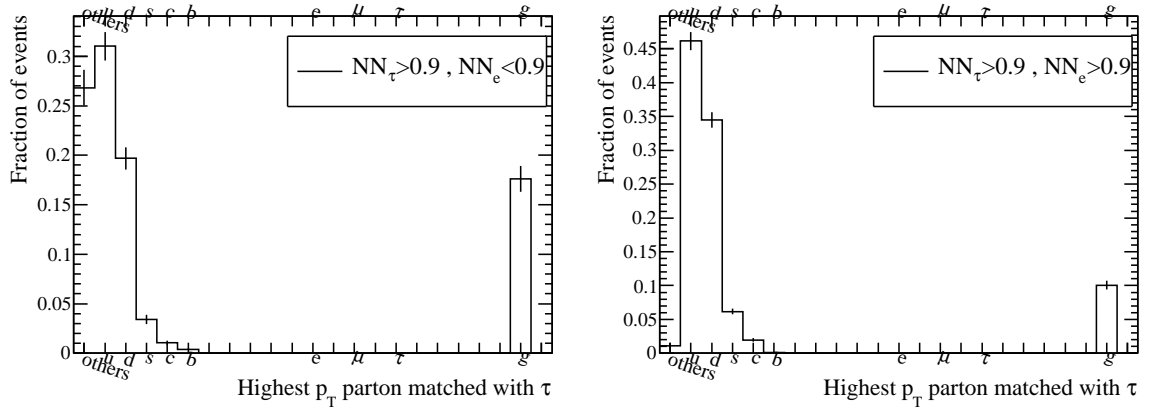 others u d s c b e μ τ g
Fraction of events
0.3
0.25
0.2
0.15
0.1
0.05
0
NN_τ>0.9 , NN_e<0.9
others u d s c b e μ τ g
Highest p_T parton matched with τ
others u d s c b e μ τ g
Fraction of events
0.45
0.4
0.35
0.3
0.25
0.2
0.15
0.1
0.05
0
NN_τ>0.9 , NN_e>0.9
others u d s c b e μ τ g
Highest p_T parton matched with τ